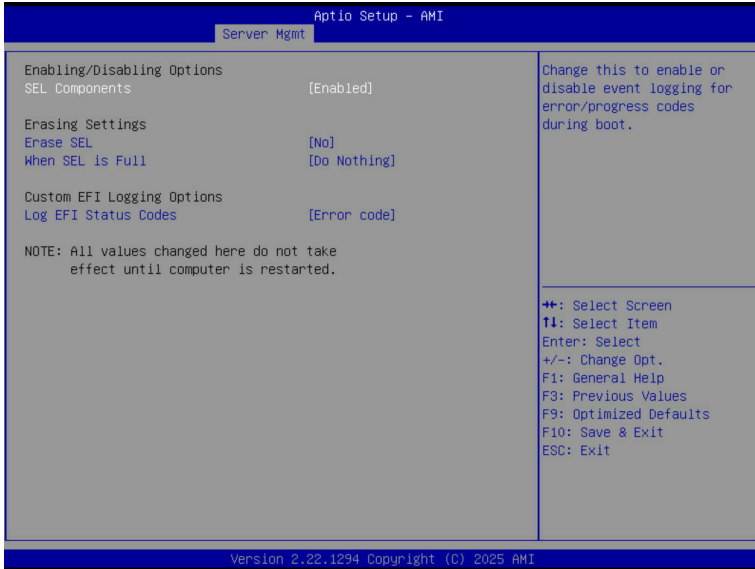 Aptio Setup - AMI
Server Mgmt
Enabling/Disabling Options
SEL Components [Enabled]
Erasing Settings
Erase SEL [No]
When SEL is Full [Do Nothing]
Custom EFI Logging Options
Log EFI Status Codes [Error code]
NOTE: All values changed here do not take
effect until computer is restarted.
Change this to enable or
disable event logging for
error/progress codes
during boot.
→←: Select Screen
↑↓: Select Item
Enter: Select
+/-: Change Opt.
F1: General Help
F3: Previous Values
F9: Optimized Defaults
F10: Save & Exit
ESC: Exit
Version 2.22.1294 Copyright (C) 2025 AMI